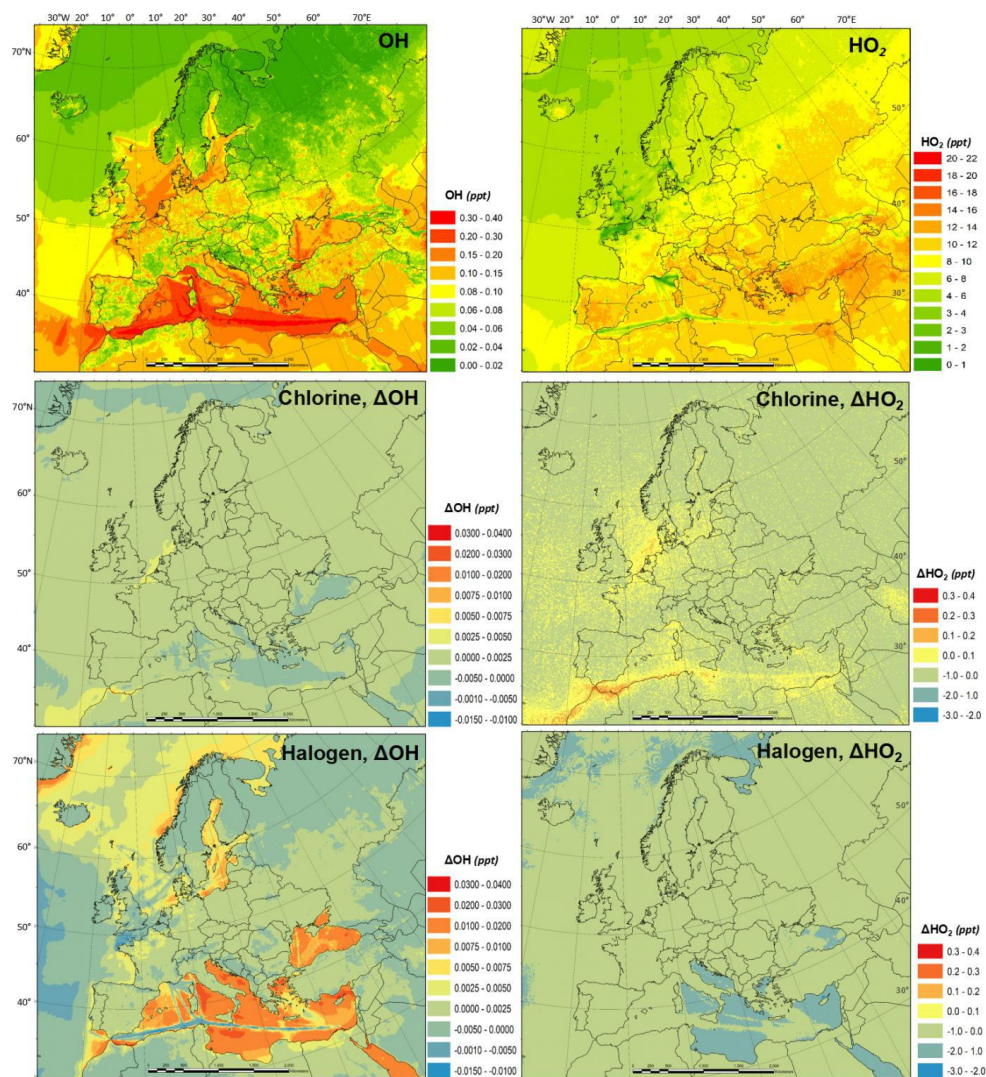 30°W 20° 10° 0° 10° 20° 30° 40° 50° 60° 70°E
70°N
60°
50°
40°
OH
OH (ppt)
0.30 - 0.40
0.20 - 0.30
0.15 - 0.20
0.10 - 0.15
0.08 - 0.10
0.06 - 0.08
0.04 - 0.06
0.02 - 0.04
0.00 - 0.02
30°W 20° 10° 0° 10° 20° 30° 40° 50° 60° 70°E
HO₂
50°
40°
30°
HO₂ (ppt)
20 - 22
18 - 20
16 - 18
14 - 16
12 - 14
10 - 12
8 - 10
6 - 8
4 - 6
3 - 4
2 - 3
1 - 2
0 - 1
70°N
60°
50°
40°
Chlorine, ΔOH
ΔOH (ppt)
0.0300 - 0.0400
0.0200 - 0.0300
0.0100 - 0.0200
0.0075 - 0.0100
0.0050 - 0.0075
0.0025 - 0.0050
0.0000 - 0.0025
-0.0050 - 0.0000
-0.0010 - -0.0050
-0.0150 - -0.0100
Chlorine, ΔHO₂
50°
40°
30°
ΔHO₂ (ppt)
0.3 - 0.4
0.2 - 0.3
0.1 - 0.2
0.0 - 0.1
-1.0 - 0.0
-2.0 - 1.0
-3.0 - -2.0
70°N
60°
50°
40°
Halogen, ΔOH
ΔOH (ppt)
0.0300 - 0.0400
0.0200 - 0.0300
0.0100 - 0.0200
0.0075 - 0.0100
0.0050 - 0.0075
0.0025 - 0.0050
0.0000 - 0.0025
-0.0050 - 0.0000
-0.0010 - -0.0050
-0.0150 - -0.0100
Halogen, ΔHO₂
50°
40°
30°
ΔHO₂ (ppt)
0.3 - 0.4
0.2 - 0.3
0.1 - 0.2
0.0 - 0.1
-1.0 - 0.0
-2.0 - 1.0
-3.0 - -2.0